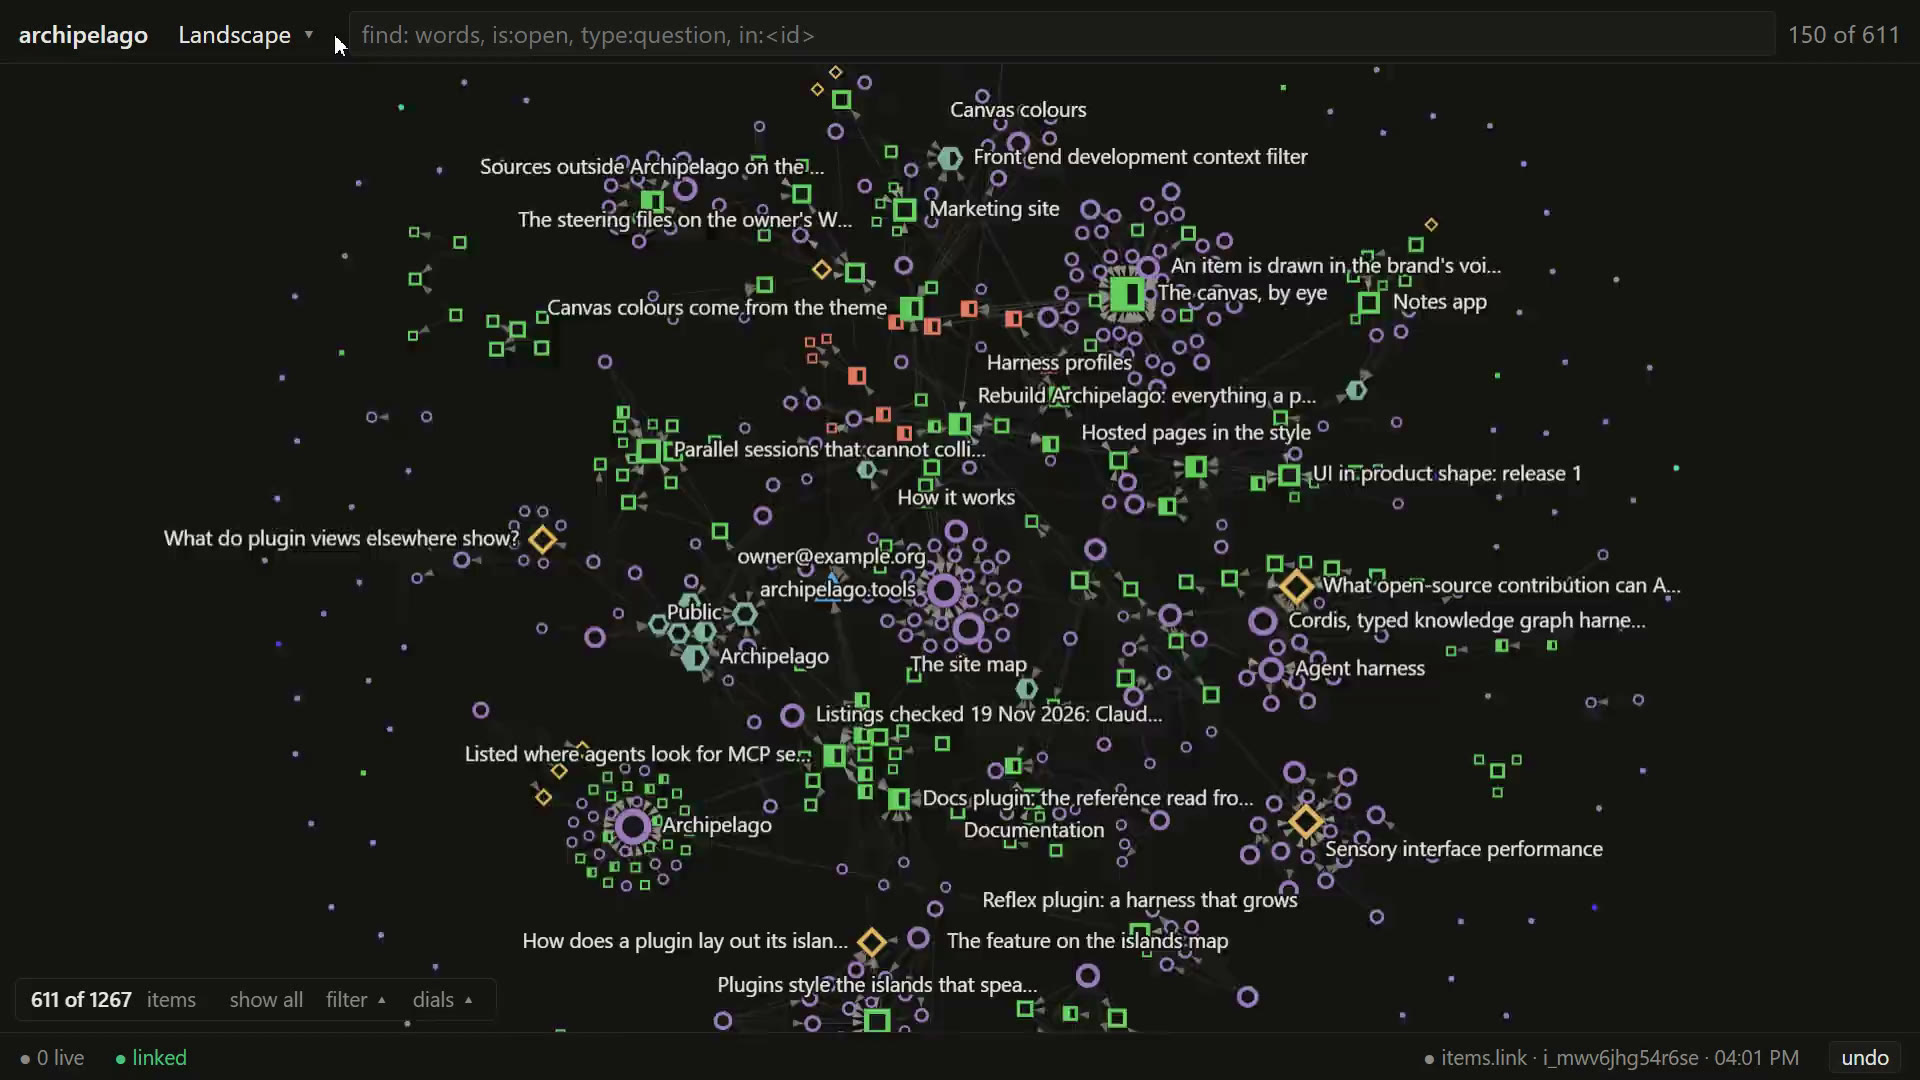 archipelago
Landscape
find: words, is:open, type:question, in:<id>
150 of 611
Canvas colours
Front end development context filter
Sources outside Archipelago on the ...
Marketing site
The steering files on the owner's W...
An item is drawn in the brand's voi...
The canvas, by eye
Notes app
Canvas colours come from the theme
Harness profiles
Rebuild Archipelago: everything a p...
Hosted pages in the style
Parallel sessions that cannot colli...
UI in product shape: release 1
How it works
What do plugin views elsewhere show?
owner@example.org
archipelago.tools
What open-source contribution can A...
Public
Cordis, typed knowledge graph harne...
Archipelago
The site map
Agent harness
Listings checked 19 Nov 2026: Claud...
Listed where agents look for MCP se...
Docs plugin: the reference read fro...
Archipelago
Documentation
Sensory interface performance
Reflex plugin: a harness that grows
How does a plugin lay out its islan...
The feature on the islands map
Plugins style the islands that spea...
611 of 1267 items
show all
filter
dials
0 live
linked
items.link · i_mwv6jhg54r6se · 04:01 PM
undo